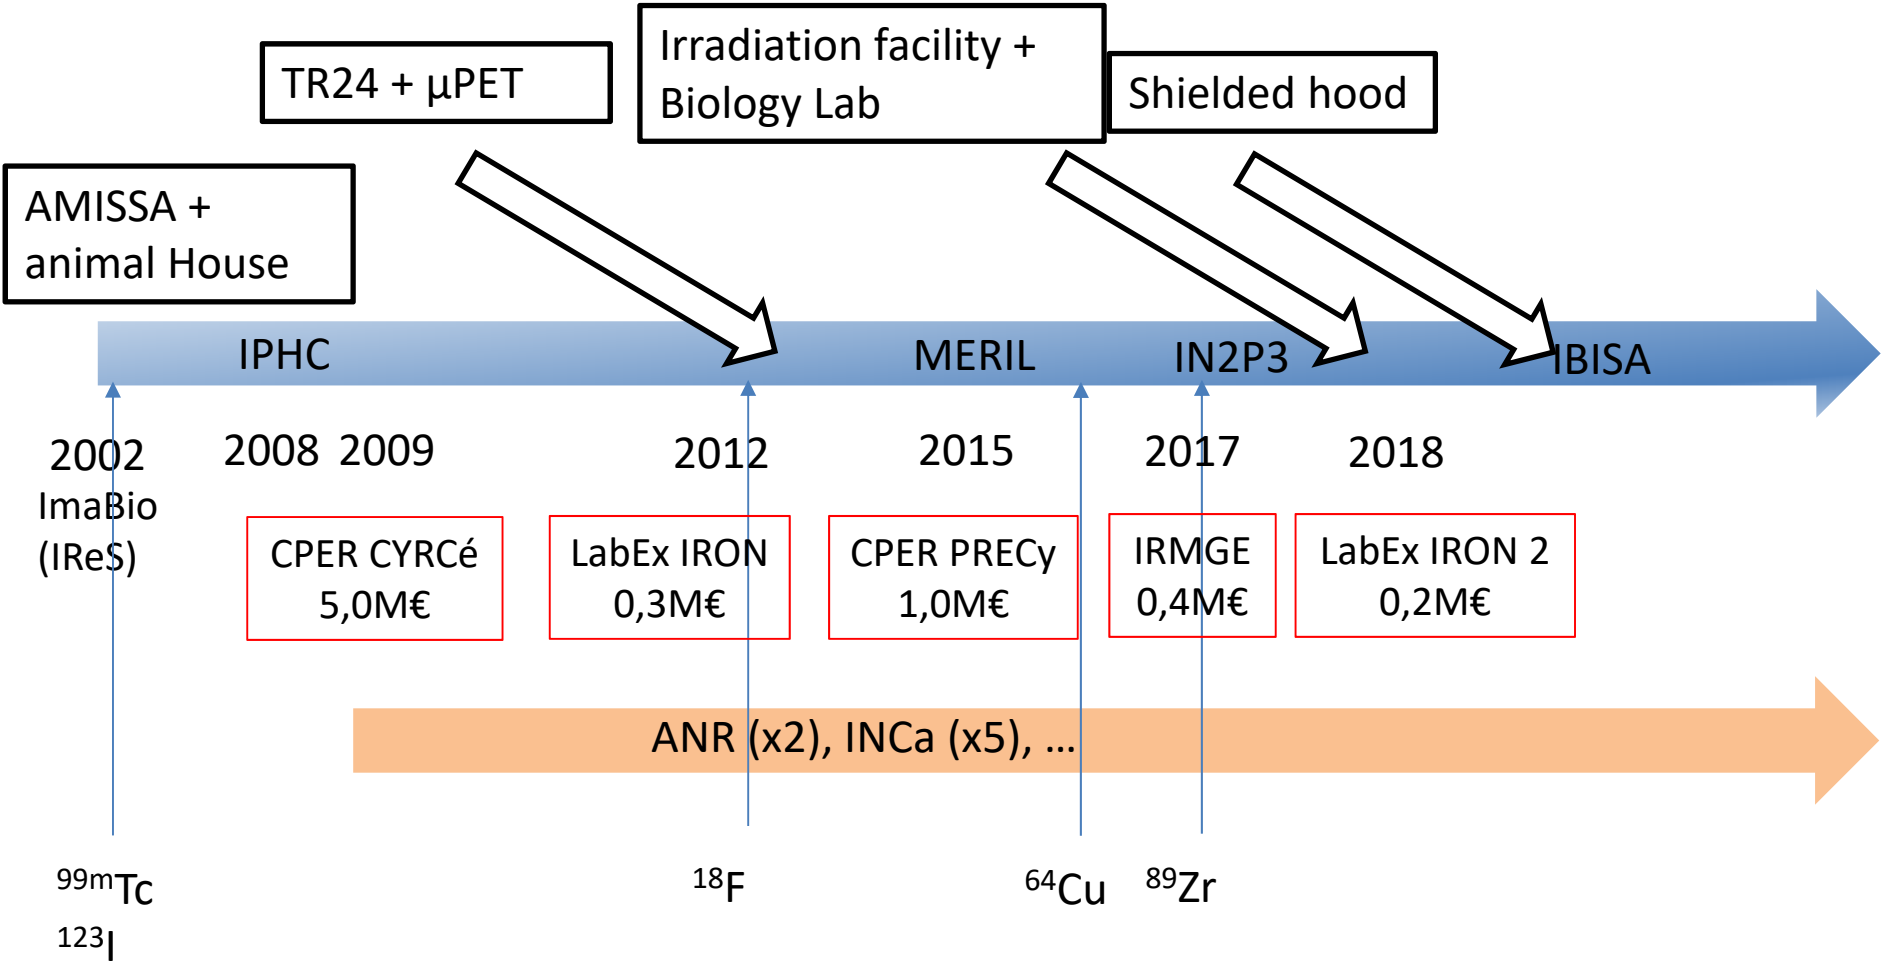 Irradiation facility +
Biology Lab
TR24 + μPET
Shielded hood
AMISSA +
animal House
IPHC
MERIL
IN2P3
IBISA
2002
ImaBio
(IReS)
2008
2009
2012
2015
2017
2018
CPER CYRCé
5,0M€
LabEx IRON
0,3M€
CPER PRECy
1,0M€
IRMGE
0,4M€
LabEx IRON 2
0,2M€
ANR (x2), INCa (x5), ...
99mTc
123I
18F
64Cu
89Zr